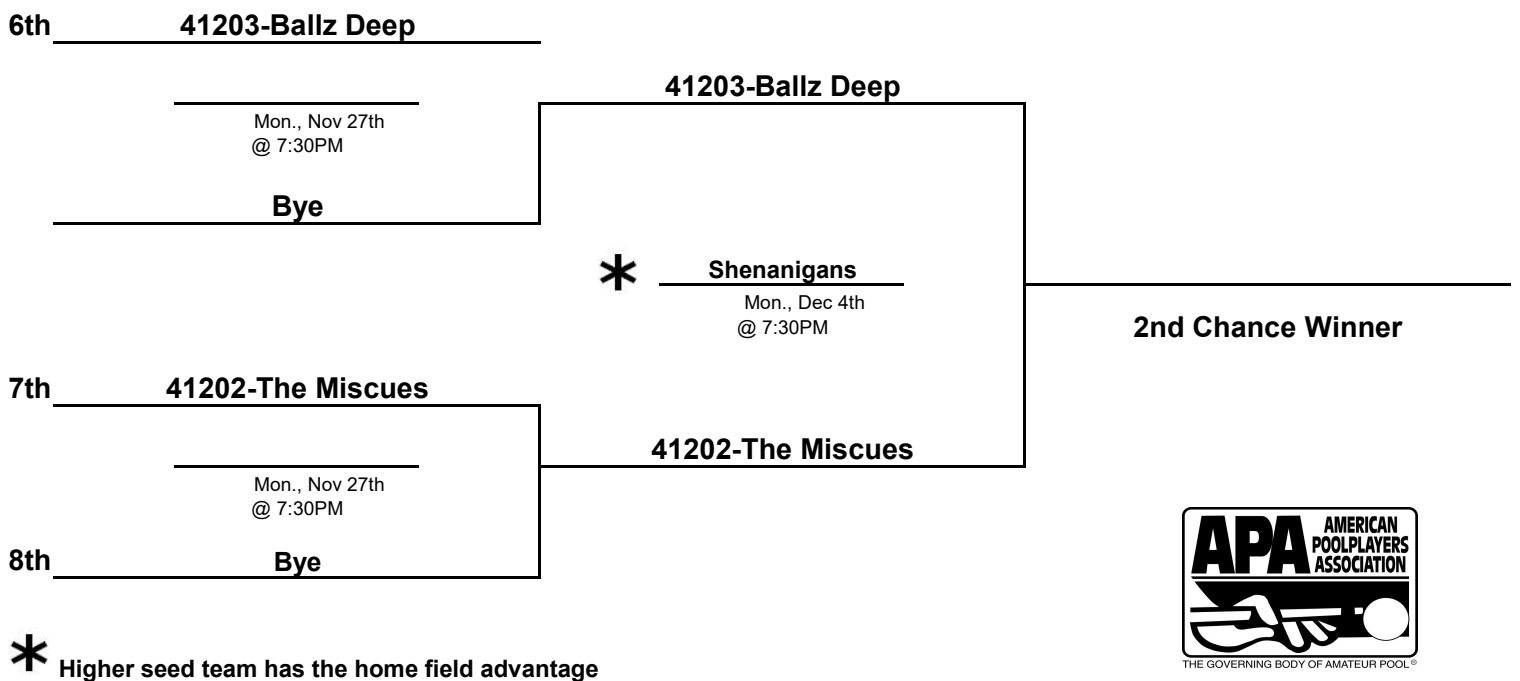 6th 41203-Ballz Deep
41203-Ballz Deep
Mon., Nov 27th
@ 7:30PM
Bye
* Shenanigans
Mon., Dec 4th
@ 7:30PM
2nd Chance Winner
7th 41202-The Miscues
41202-The Miscues
Mon., Nov 27th
@ 7:30PM
8th Bye
* Higher seed team has the home field advantage
APA AMERICAN
POOLPLAYERS
ASSOCIATION
THE GOVERNING BODY OF AMATEUR POOL®